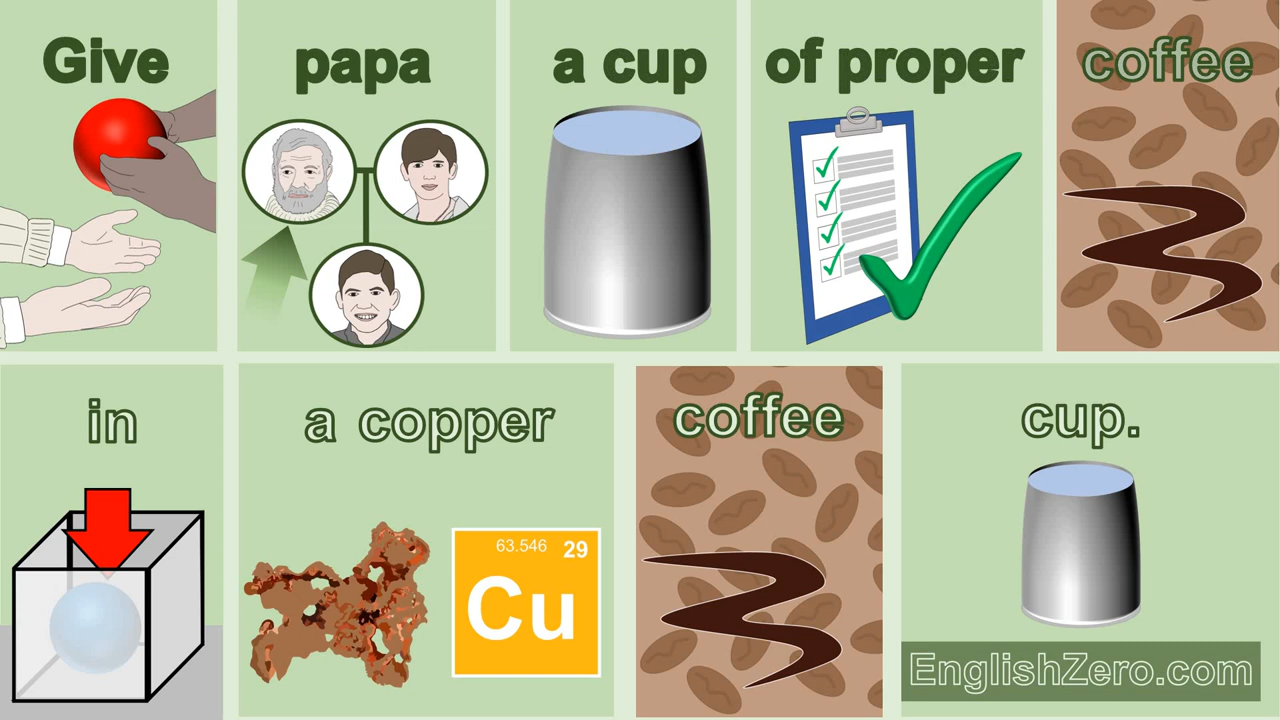 Give papa a cup of proper coffee
in a copper coffee cup.
63.546 29
Cu
EnglishZero.com